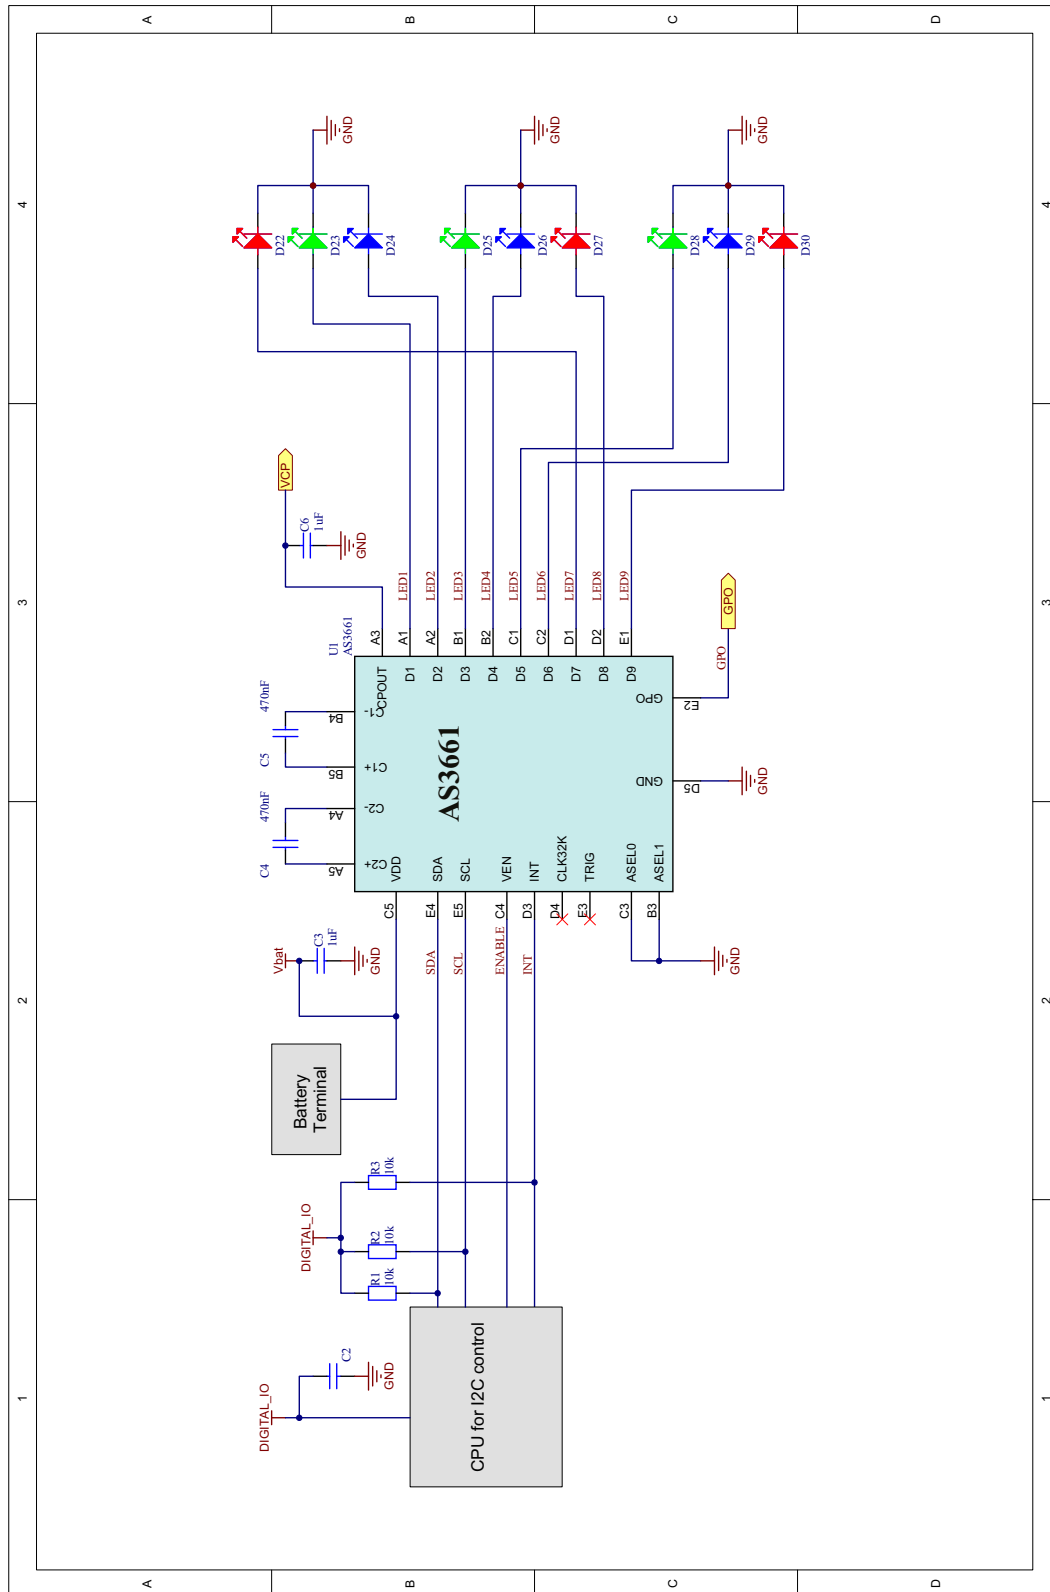 A
B
C
D
4
3
2
1
GND
GND
GND
D22
D23
D24
D25
D26
D27
D28
D29
D30
VCP
C6
1uF
GND
LED1
LED2
LED3
LED4
LED5
LED6
LED7
LED8
LED9
GPO
GPO
U1
AS3661
A3
A1
A2
B1
B2
C1
C2
D1
D2
E1
E2
CPOUT
D1
D2
D3
D4
D5
D6
D7
D8
D9
GPO
470nF
C5
B4
C1-
B5
C1+
470nF
C4
A4
C2-
A5
C2+
AS3661
GND
D5
GND
VDD
SDA
SCL
VEN
INT
CLK32K
TRIG
ASEL0
ASEL1
C5
E4
E5
C4
D3
D4
E3
C3
B3
Vbat
C3
1uF
GND
SDA
SCL
ENABLE
INT
GND
Battery
Terminal
DIGITAL_IO
R3
10k
R2
10k
R1
10k
DIGITAL_IO
C2
GND
CPU for I2C control
A
B
C
D
4
3
2
1